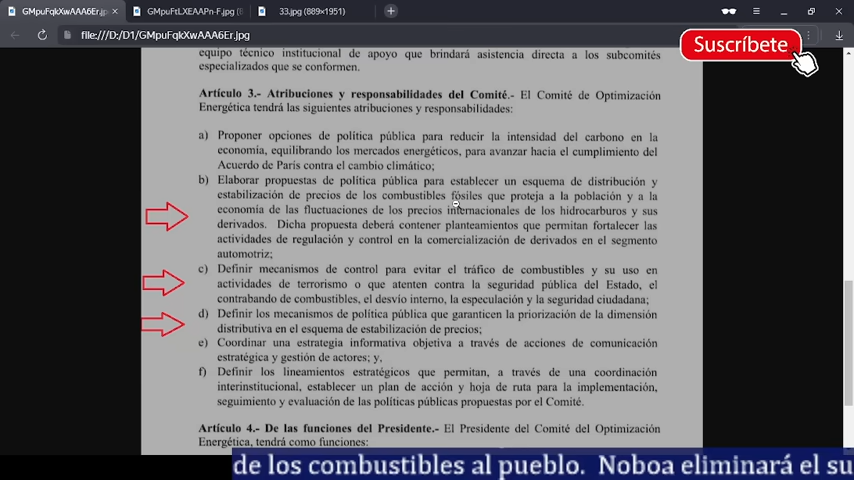 GMpuFqkXwAAA6Er.jpg
GMpuFtLXEAAPn-F.jpg (8
33.jpg (889×1951)
file:///D:/D1/GMpuFqkXwAAA6Er.jpg
Suscríbete
equipo técnico institucional de apoyo que brindará asistencia directa a los subcomités
especializados que se conformen.
Artículo 3.- Atribuciones y responsabilidades del Comité.- El Comité de Optimización
Energética tendrá las siguientes atribuciones y responsabilidades:
a) Proponer opciones de política pública para reducir la intensidad del carbono en la
economía, equilibrando los mercados energéticos, para avanzar hacia el cumplimiento del
Acuerdo de París contra el cambio climático;
b) Elaborar propuestas de política pública para establecer un esquema de distribución y
estabilización de precios de los combustibles fósiles que proteja a la población y a la
economía de las fluctuaciones de los precios internacionales de los hidrocarburos y sus
derivados. Dicha propuesta deberá contener planteamientos que permitan fortalecer las
actividades de regulación y control en la comercialización de derivados en el segmento
automotriz;
c) Definir mecanismos de control para evitar el tráfico de combustibles y su uso en
actividades de terrorismo o que atenten contra la seguridad pública del Estado, el
contrabando de combustibles, el desvío interno, la especulación y la seguridad ciudadana;
d) Definir los mecanismos de política pública que garanticen la priorización de la dimensión
distributiva en el esquema de estabilización de precios;
e) Coordinar una estrategia informativa objetiva a través de acciones de comunicación
estratégica y gestión de actores; y,
f) Definir los lineamientos estratégicos que permitan, a través de una coordinación
interinstitucional, establecer un plan de acción y hoja de ruta para la implementación,
seguimiento y evaluación de las políticas públicas propuestas por el Comité.
Artículo 4.- De las funciones del Presidente.- El Presidente del Comité del Optimización
Energética, tendrá como funciones:
de los combustibles al pueblo. Noboa eliminará el su